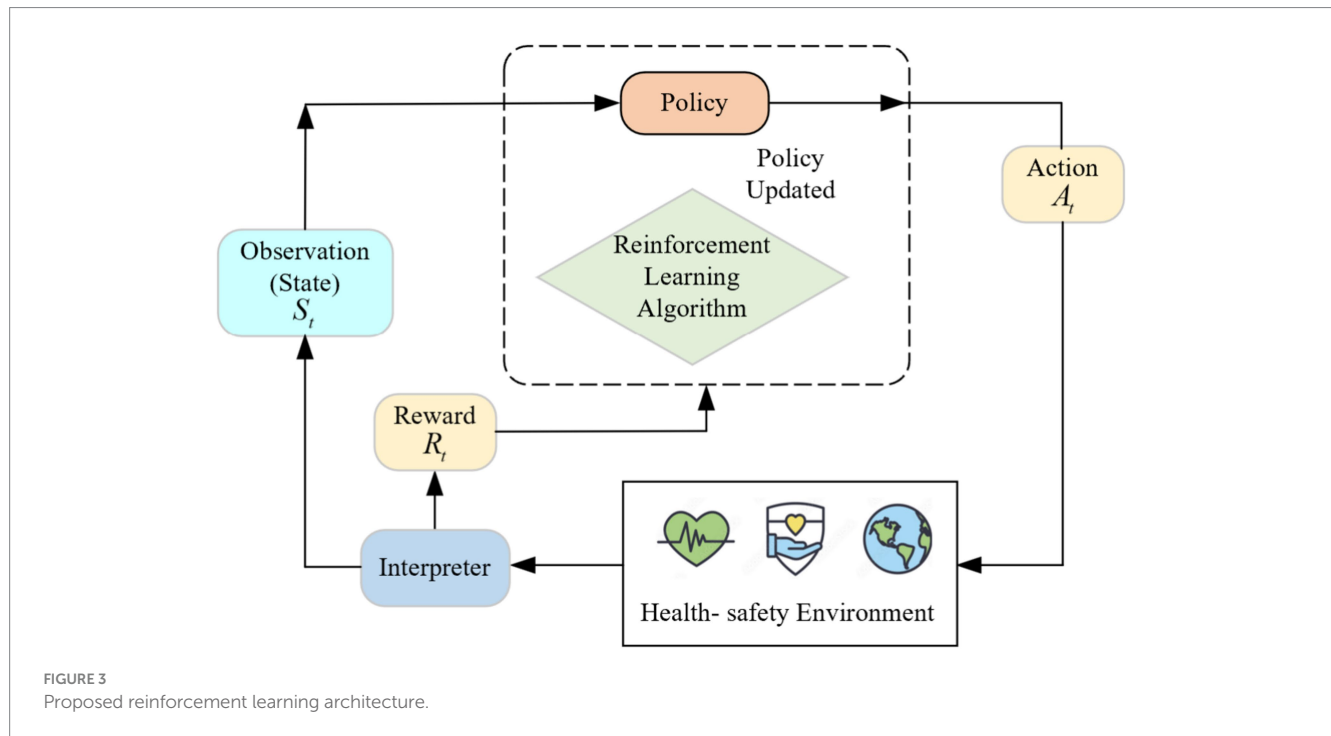 Policy
Policy
Updated
Action
A_t
Observation
(State)
S_t
Reinforcement
Learning
Algorithm
Reward
R_t
Interpreter
Health- safety Environment
FIGURE 3
Proposed reinforcement learning architecture.